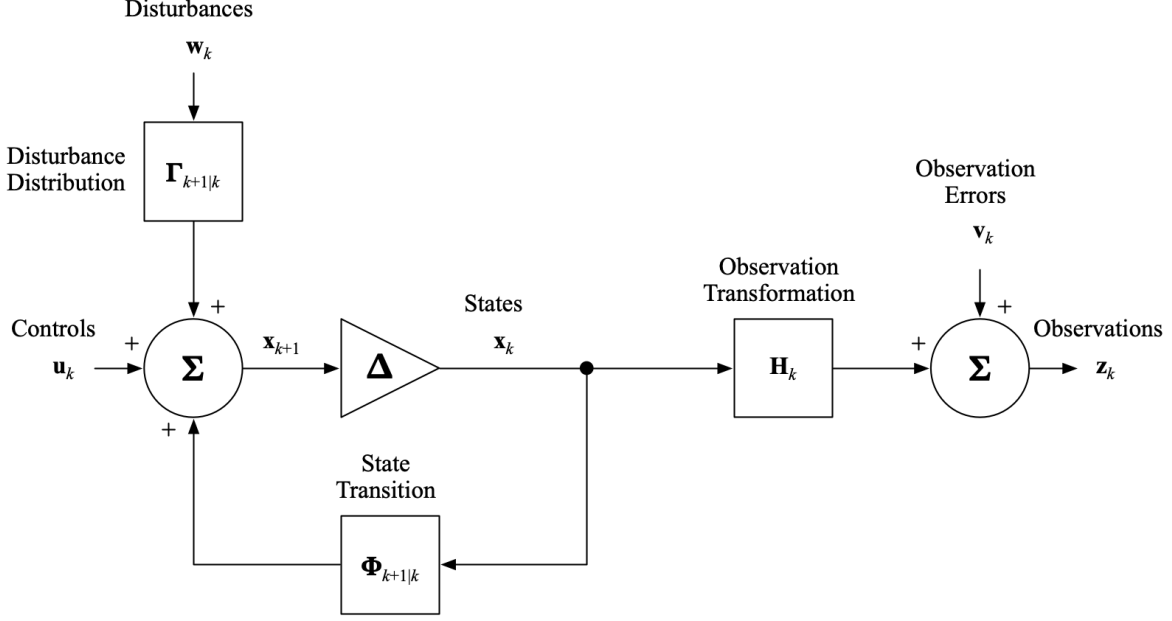 Disturbances
w_k
Disturbance
Distribution
Γ_{k+1|k}
Observation
Errors
v_k
Observation
Transformation
States
Controls
Observations
+
+
+
+
+
u_k
Σ
x_{k+1}
Δ
x_k
H_k
Σ
z_k
+
State
Transition
Φ_{k+1|k}